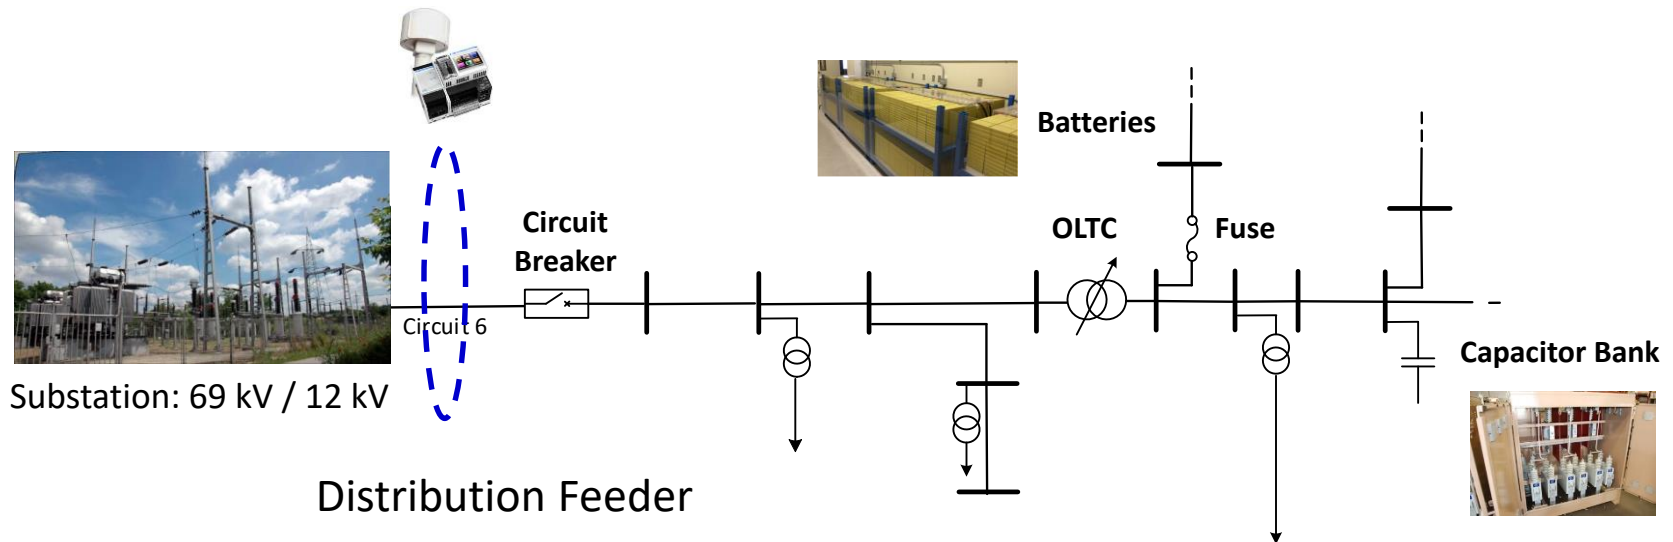 Batteries
Circuit
Breaker
OLTC
Fuse
Circuit 6
Capacitor Bank
Substation: 69 kV / 12 kV
Distribution Feeder